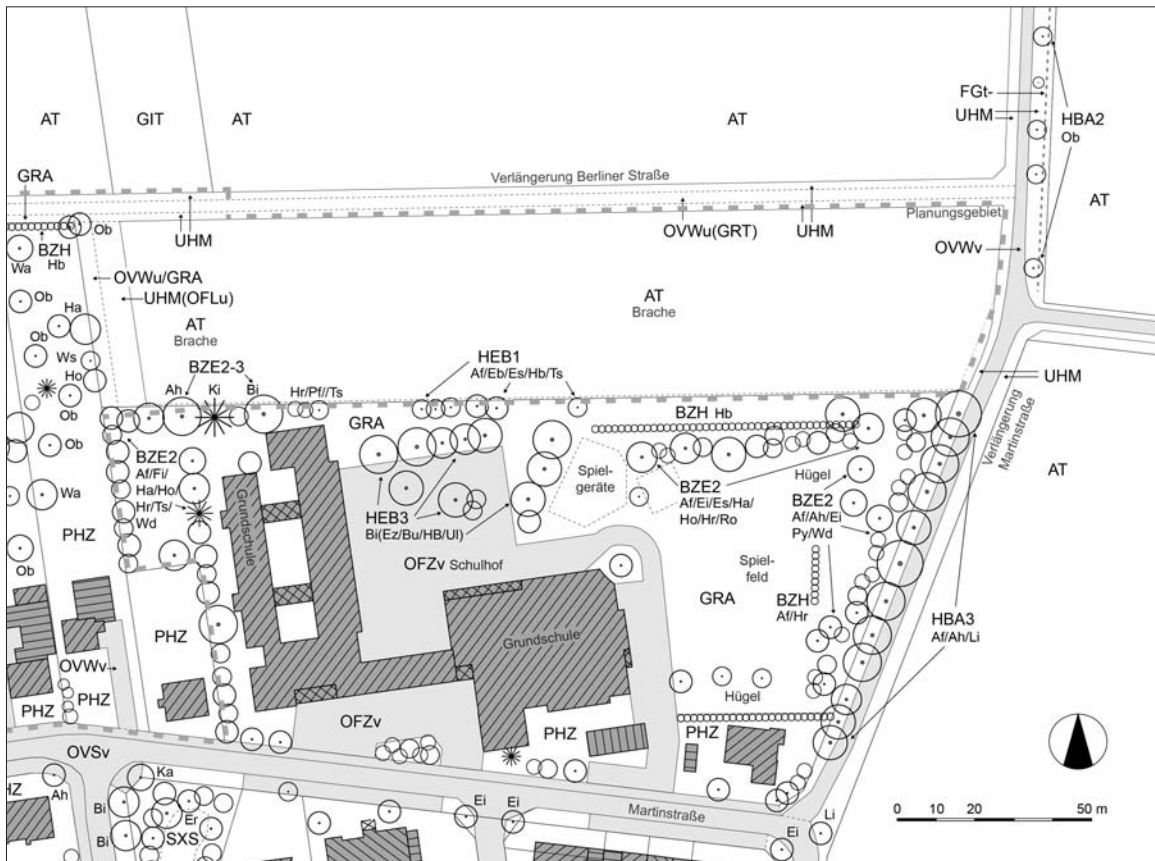 AT
GIT
AT
AT
FGt-
UHM
HBA2
Ob
GRA
Verlängerung Berliner Straße
AT
Planungsgebiet
Ob
UHM
OVWu(GRT)
UHM
OVWv
BZH
Hb
Wa
OVWu/GRA
UHM(OFLu)
Ob
Ha
AT
Brache
AT
Brache
Ob
Ws
Ho
BZE2-3
HEB1
Af/Eb/Es/Hb/Ts
UHM
Ah
Ki
Bi
Hr/Pf//Ts
Ob
GRA
BZH Hb
Verlängerung
Martinstraße
Ob
BZE2
Af/Fi/
Ha/Ho/
Hr/Ts/
Wd
Spiel-
geräte
Hügel
AT
Wa
BZE2
Af/Ei/Es/Ha/
Ho/Hr/Ro
BZE2
Af/Ah/Ei
Py/Wd
PHZ
Grundschule
HEB3
Bi(Ez/Bu/HB/Ul)
Ob
OFZv Schulhof
Spiel-
feld
GRA
BZH
Af/Hr
HBA3
Af/Ah/Li
PHZ
Grundschule
OVWv
PHZ
PHZ
Hügel
OFZv
PHZ
PHZ
OVSv
HZ
Ah
Ka
Bi
Er
Bi
SXS
Ei
Ei
Martinstraße
Ei
Li
0 10 50 m